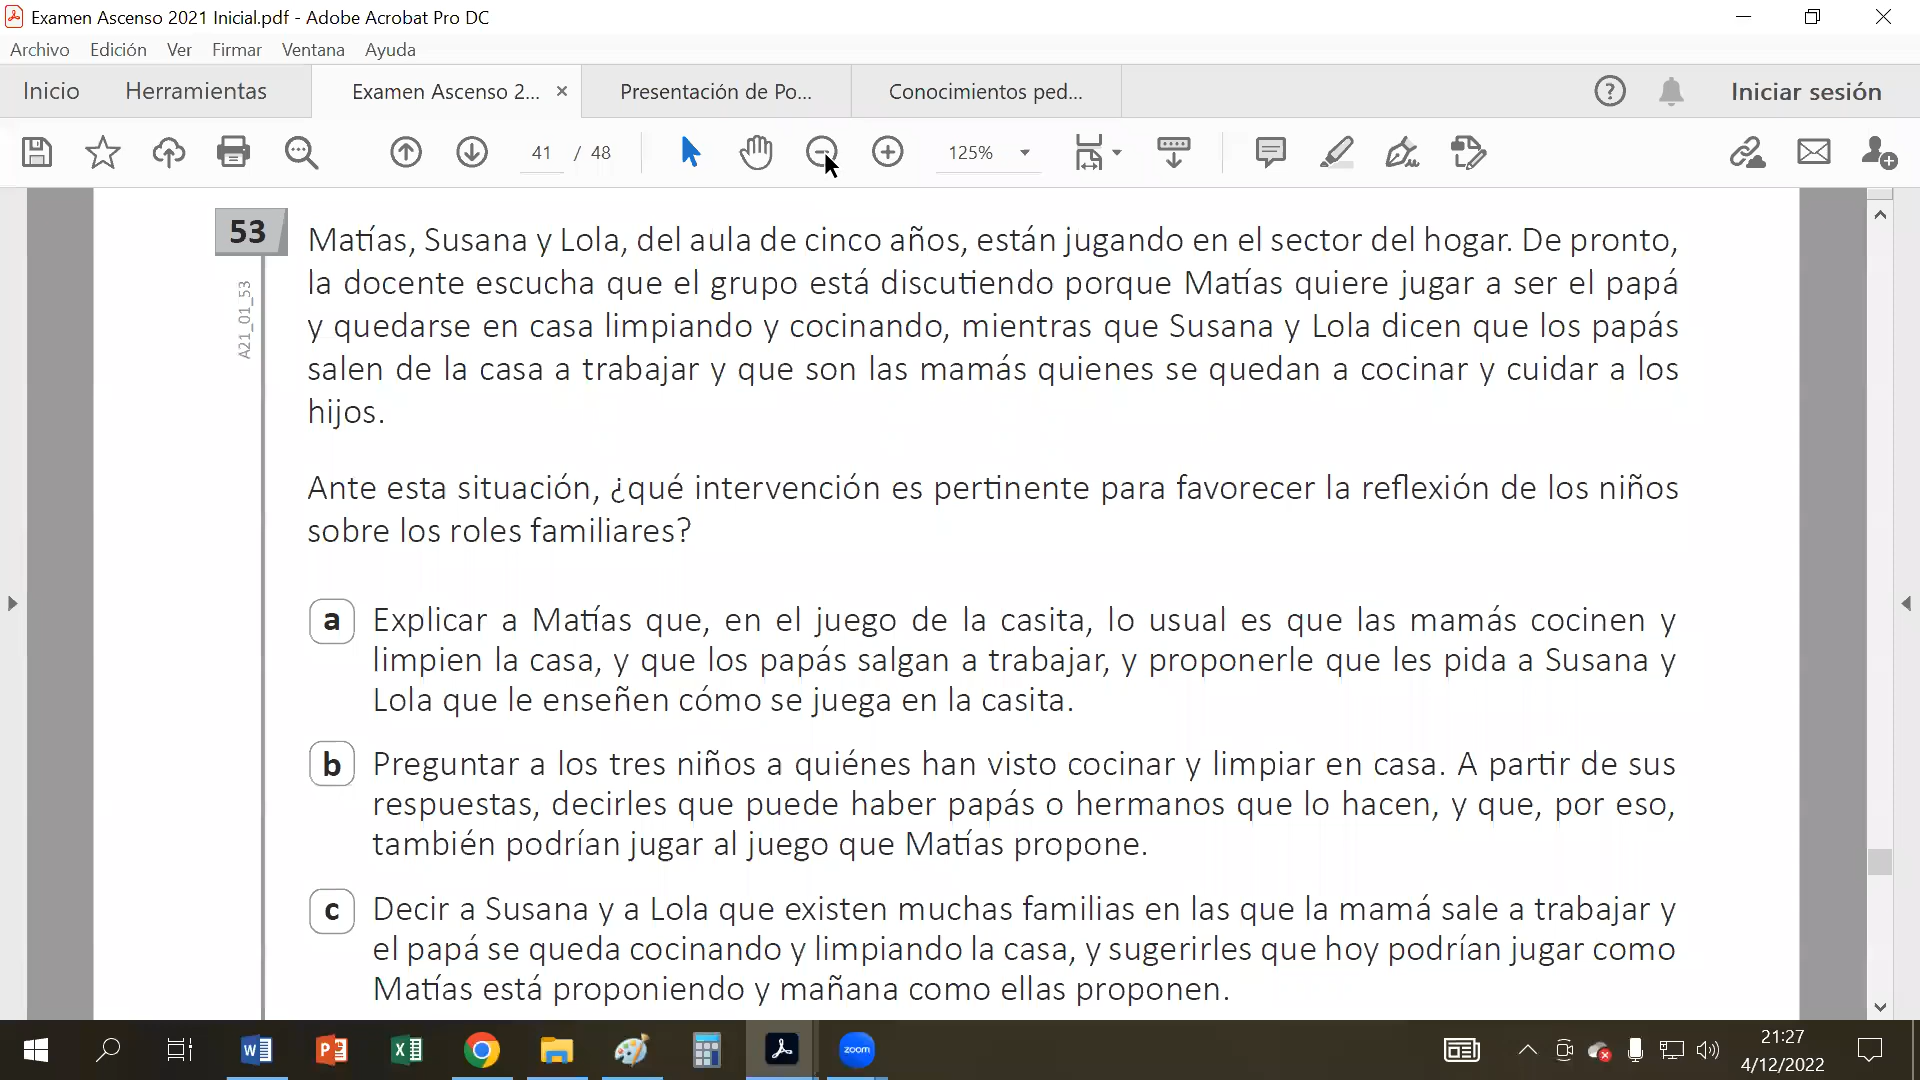 Examen Ascenso 2021 Inicial.pdf - Adobe Acrobat Pro DC
Archivo Edición Ver Firmar Ventana Ayuda
Inicio Herramientas Examen Ascenso 2... × Presentación de Po... Conocimientos ped... Iniciar sesión
41 / 48 125%
53
A21_01_53
Matías, Susana y Lola, del aula de cinco años, están jugando en el sector del hogar. De pronto,
la docente escucha que el grupo está discutiendo porque Matías quiere jugar a ser el papá
y quedarse en casa limpiando y cocinando, mientras que Susana y Lola dicen que los papás
salen de la casa a trabajar y que son las mamás quienes se quedan a cocinar y cuidar a los
hijos.
Ante esta situación, ¿qué intervención es pertinente para favorecer la reflexión de los niños
sobre los roles familiares?
a Explicar a Matías que, en el juego de la casita, lo usual es que las mamás cocinen y
limpien la casa, y que los papás salgan a trabajar, y proponerle que les pida a Susana y
Lola que le enseñen cómo se juega en la casita.
b Preguntar a los tres niños a quiénes han visto cocinar y limpiar en casa. A partir de sus
respuestas, decirles que puede haber papás o hermanos que lo hacen, y que, por eso,
también podrían jugar al juego que Matías propone.
c Decir a Susana y a Lola que existen muchas familias en las que la mamá sale a trabajar y
el papá se queda cocinando y limpiando la casa, y sugerirles que hoy podrían jugar como
Matías está proponiendo y mañana como ellas proponen.
zoom
21:27
4/12/2022